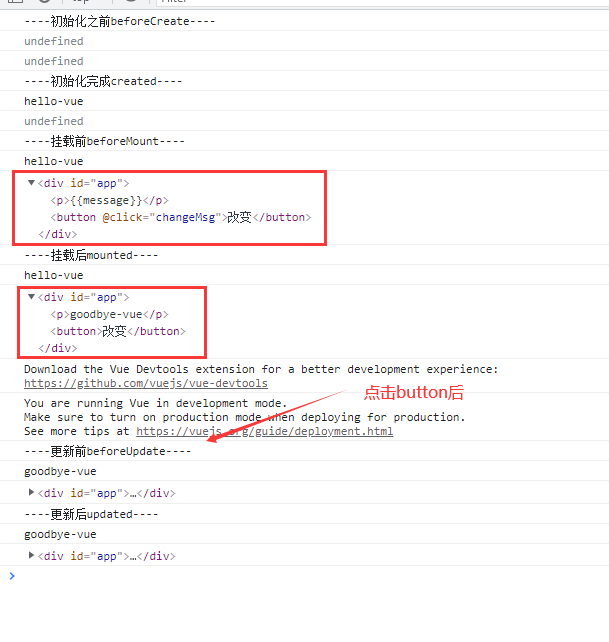 ----初始化之前beforeCreate----
undefined
undefined
----初始化完成created----
hello-vue
undefined
----挂载前beforeMount----
hello-vue
▼<div id="app">
<p>{{message}}</p>
<button @click="changeMsg">改变</button>
</div>
----挂载后mounted----
hello-vue
▼<div id="app">
<p>goodbye-vue</p>
<button>改变</button>
</div>
Download the Vue Devtools extension for a better development experience:
https://github.com/vuejs/vue-devtools
点击button后
You are running Vue in development mode.
Make sure to turn on production mode when deploying for production.
See more tips at https://vuejs.org/guide/deployment.html
----更新前beforeUpdate----
goodbye-vue
▶<div id="app">…</div>
----更新后updated----
goodbye-vue
▶<div id="app">…</div>
>